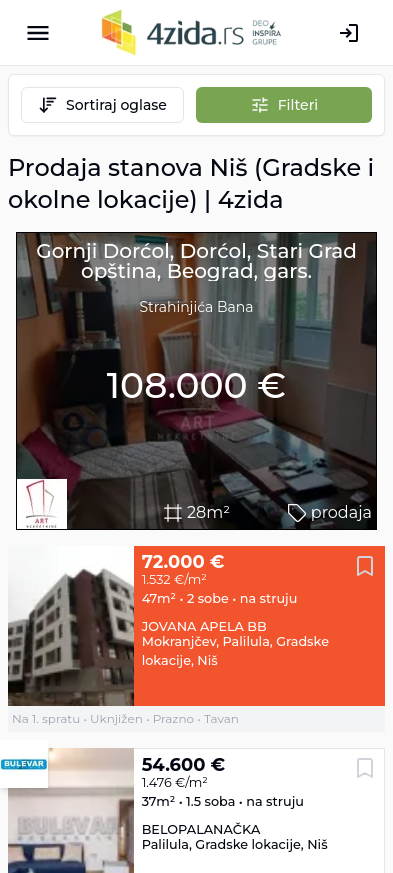 4zida.rs DEO INSPIRA GRUPE
Sortiraj oglase
Filteri
Prodaja stanova Niš (Gradske i
okolne lokacije) | 4zida
Gornji Dorćol, Dorćol, Stari Grad
opština, Beograd, gars.
Strahinjića Bana
108.000 €
ART
NEKRETNINE
ART
NEKRETNINE
28m²
prodaja
72.000 €
1.532 €/m²
47m² • 2 sobe • na struju
JOVANA APELA BB
Mokranjčev, Palilula, Gradske
lokacije, Niš
Na 1. spratu • Uknjižen • Prazno • Tavan
BULEVAR
BULEVAR
54.600 €
1.476 €/m²
37m² • 1.5 soba • na struju
BELOPALANAČKA
Palilula, Gradske lokacije, Niš